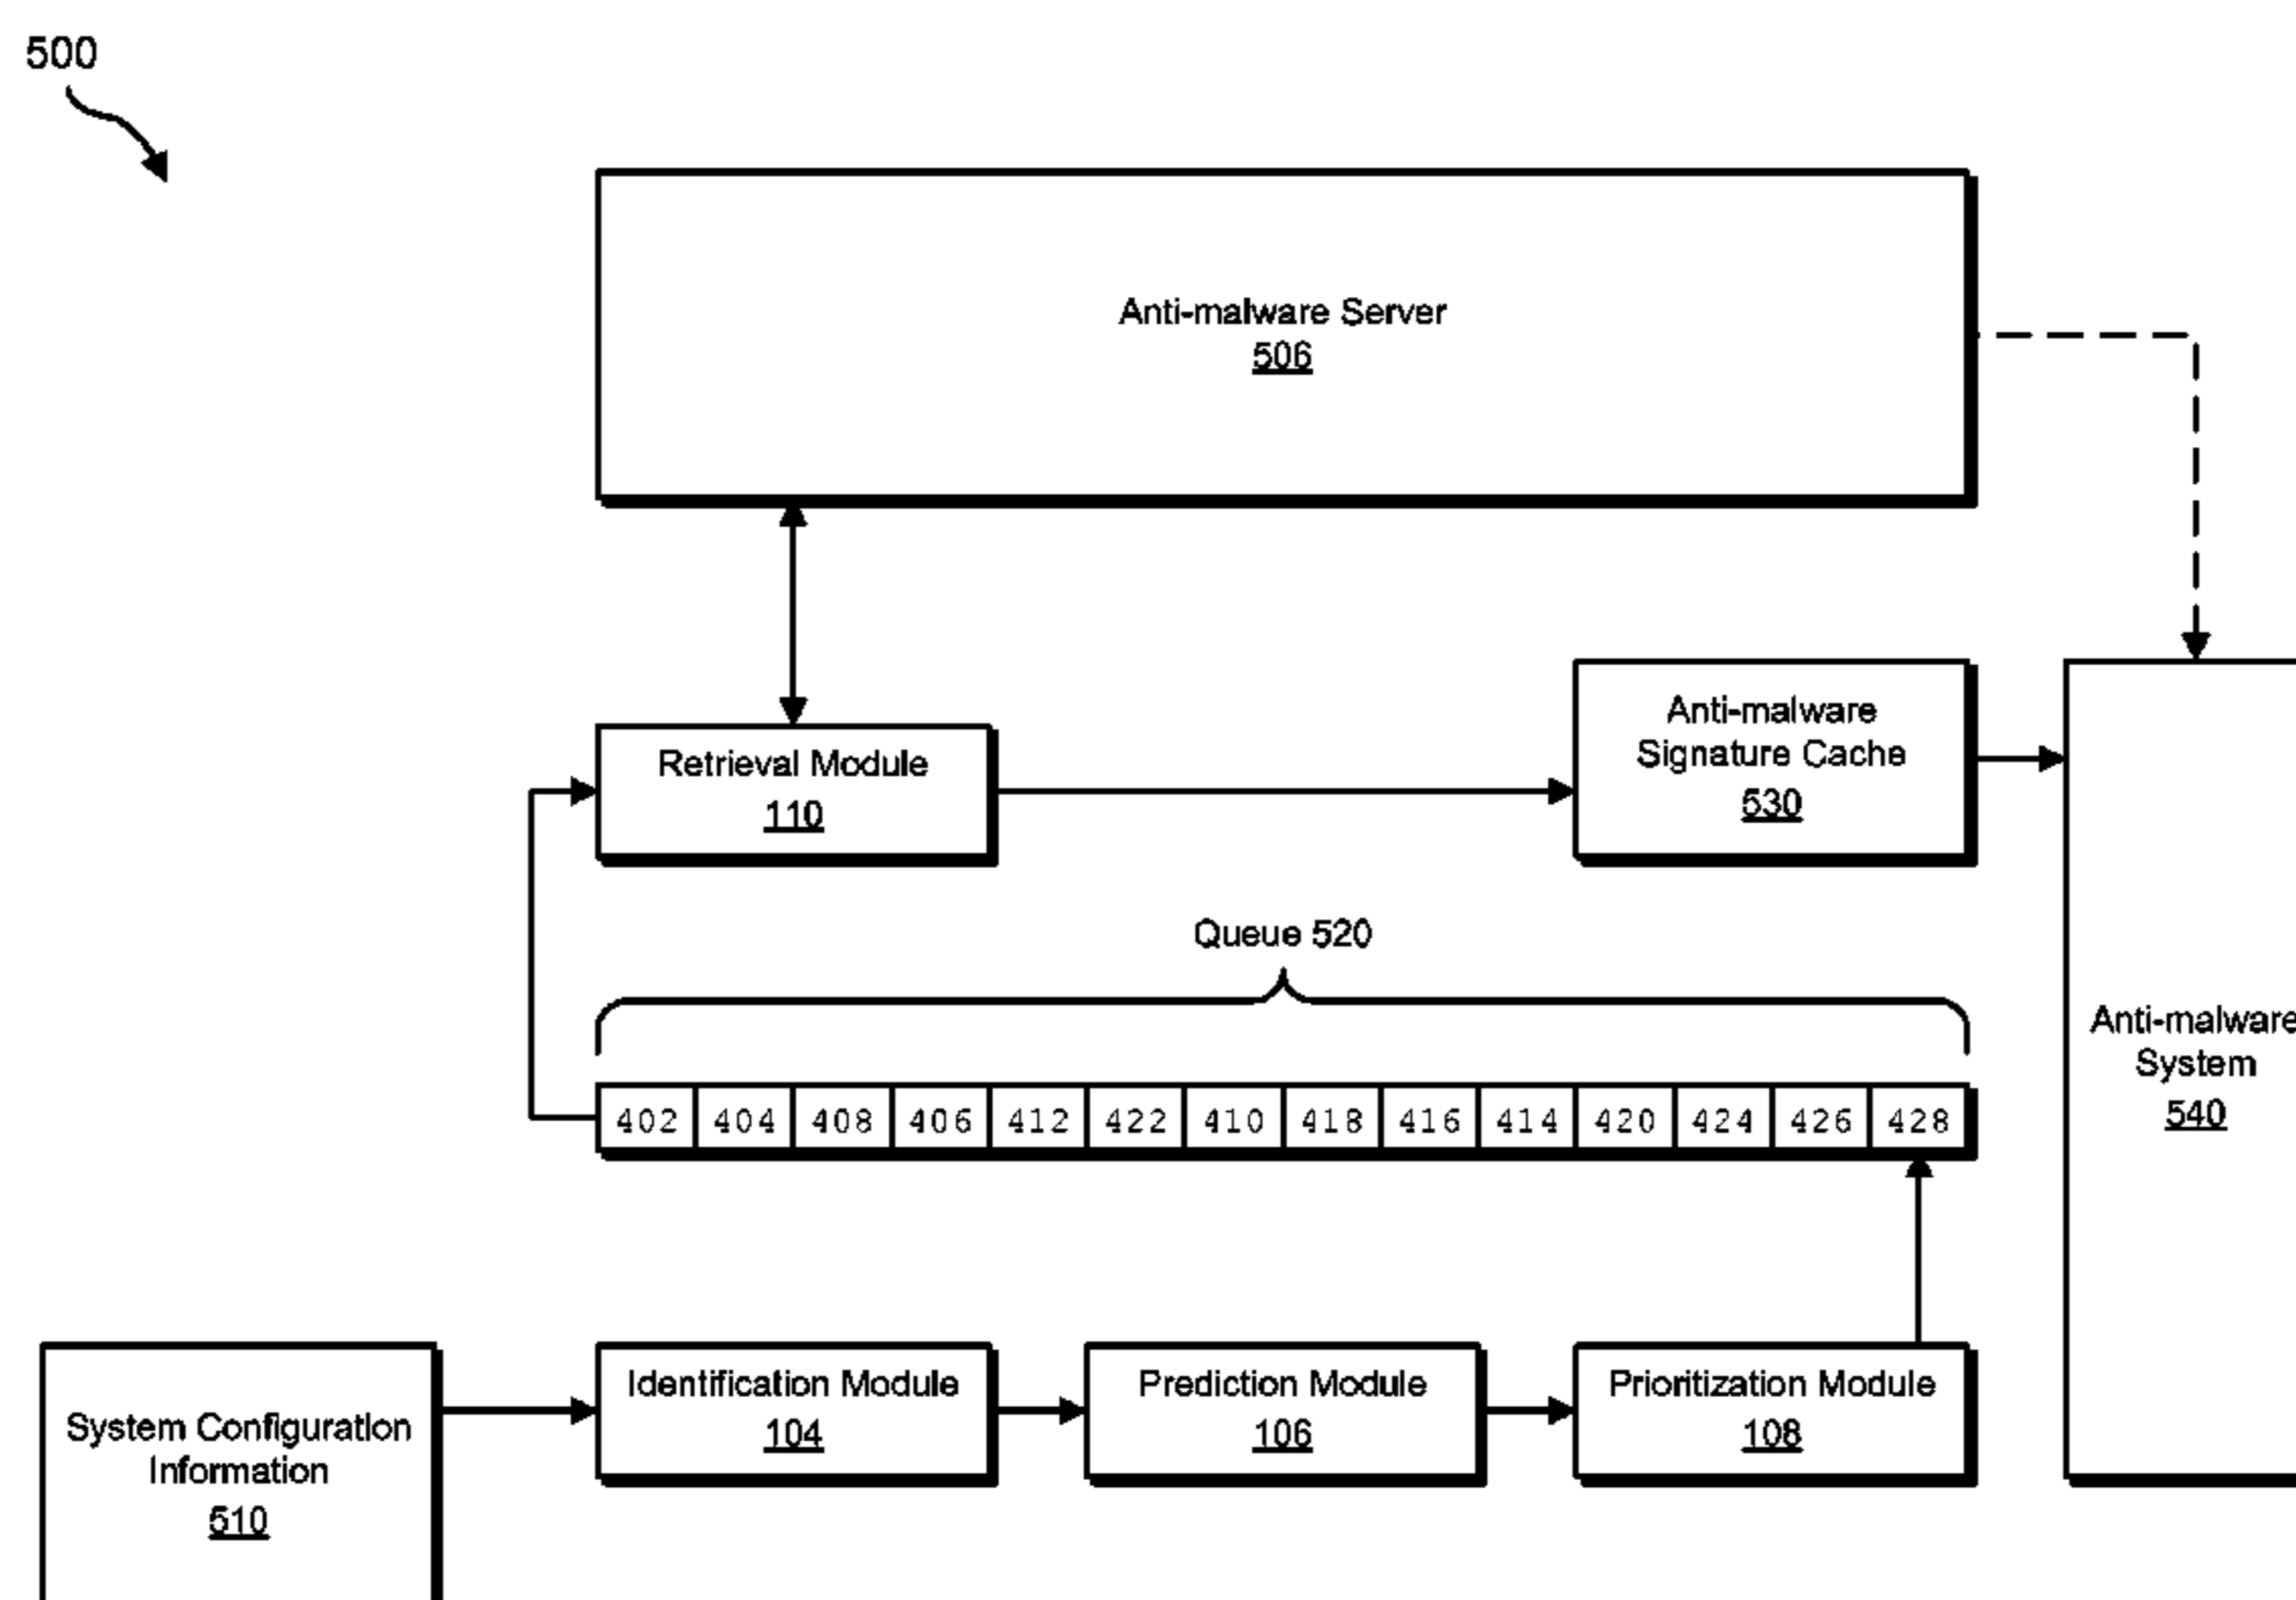 500
Anti-malware Server
506
Retrieval Module
110
Anti-malware
Signature Cache
530
Queue 520
402 404 408 406 412 422 410 418 416 414 420 424 426 428
Anti-malware
System
540
System Configuration
Information
510
Identification Module
104
Prediction Module
106
Prioritization Module
108